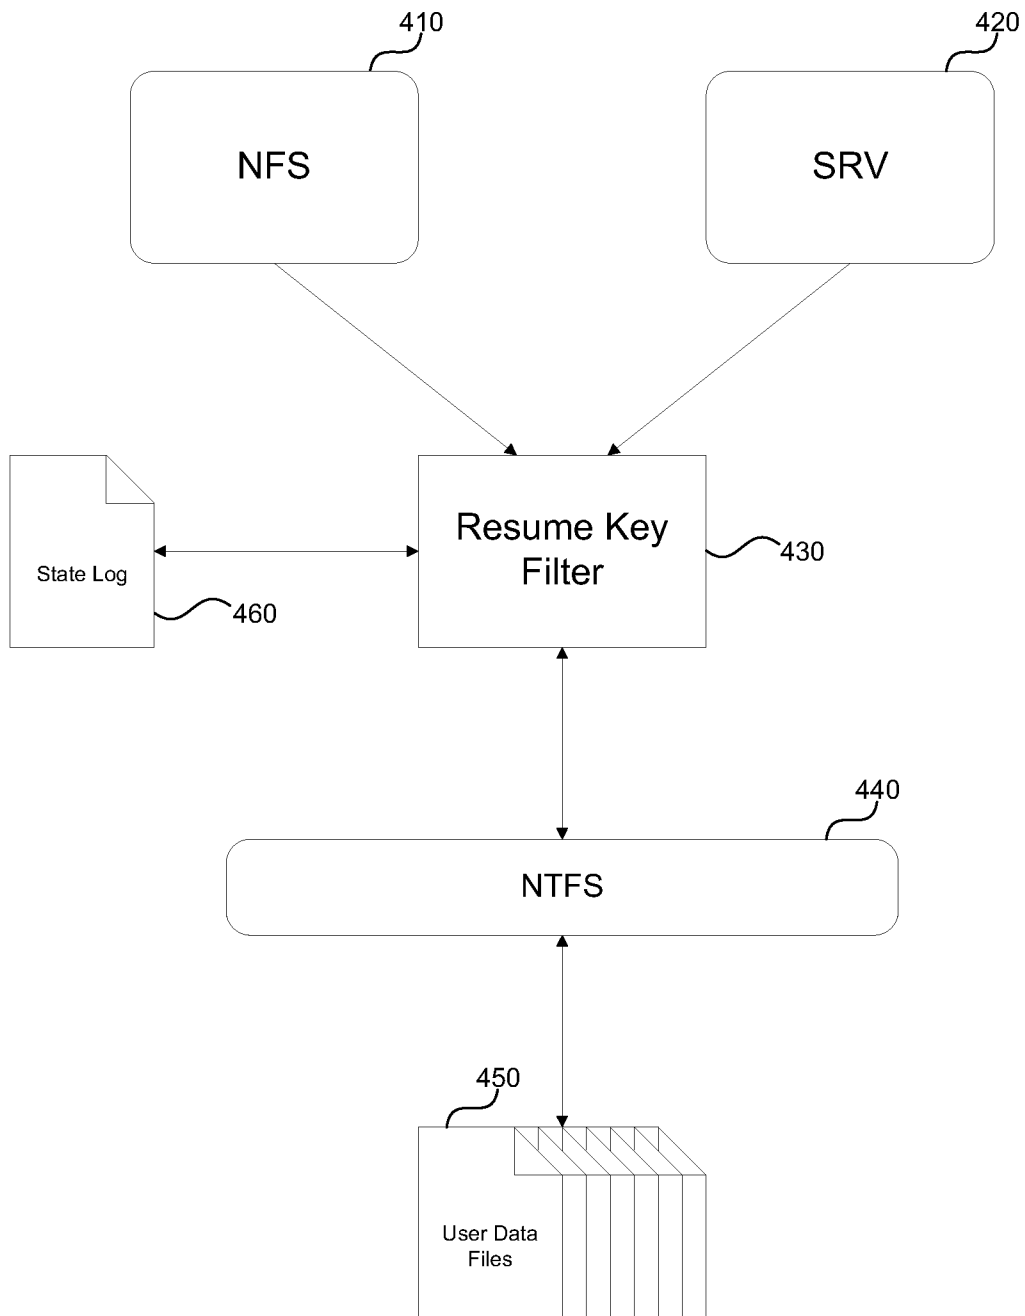 410
420
NFS
SRV
Resume Key
Filter
430
State Log
460
440
NTFS
450
User Data
Files